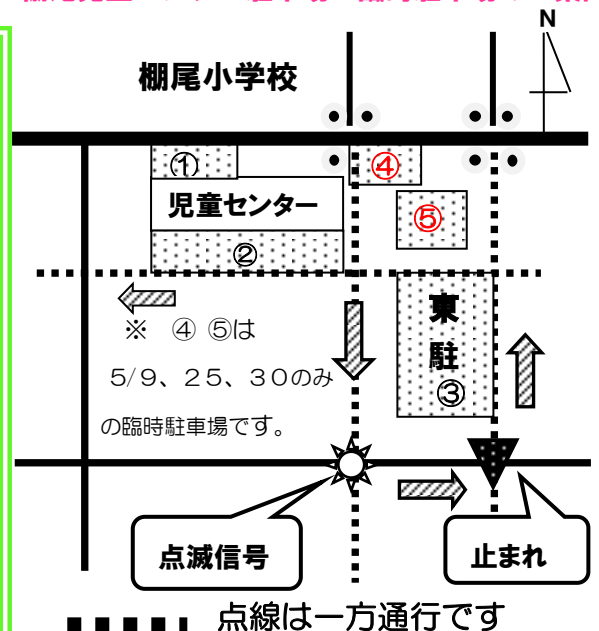 N
棚尾小学校
①
④
児童センター
⑤
②
東
駐
③
※ ④ ⑤は
5/9、25、30のみ
の臨時駐車場です。
点滅信号
止まれ
点線は一方通行です